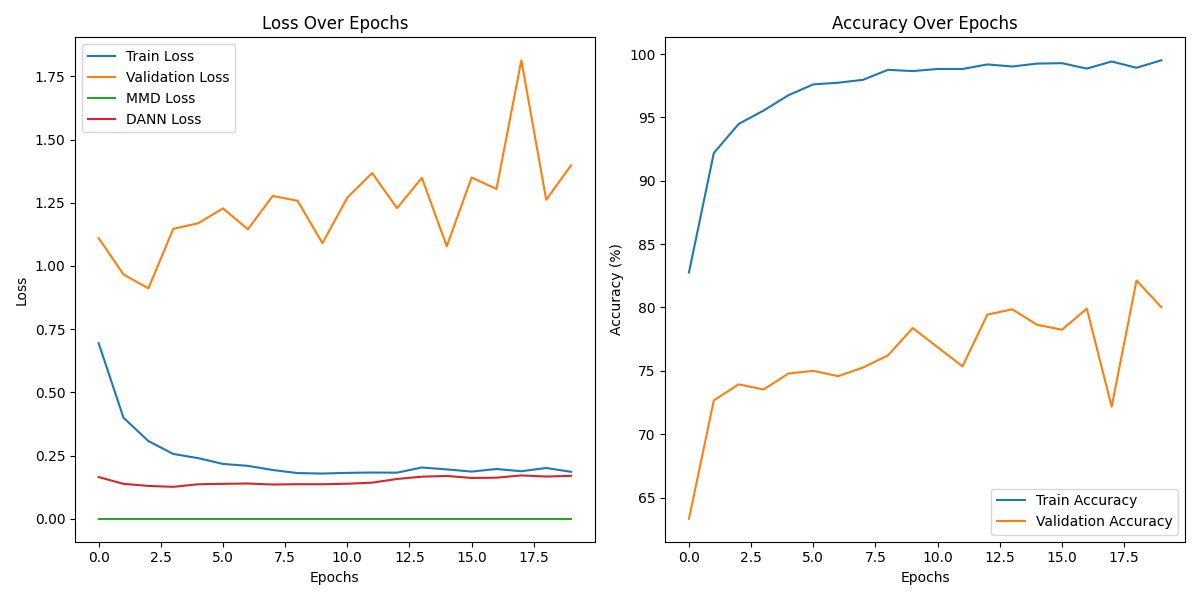 Loss Over Epochs
Train Loss
Validation Loss
MMD Loss
DANN Loss
1.75
1.50
1.25
1.00
0.75
0.50
0.25
0.00
Loss
0.0 2.5 5.0 7.5 10.0 12.5 15.0 17.5
Epochs
Accuracy Over Epochs
100
95
90
85
80
75
70
65
Accuracy (%)
Train Accuracy
Validation Accuracy
0.0 2.5 5.0 7.5 10.0 12.5 15.0 17.5
Epochs